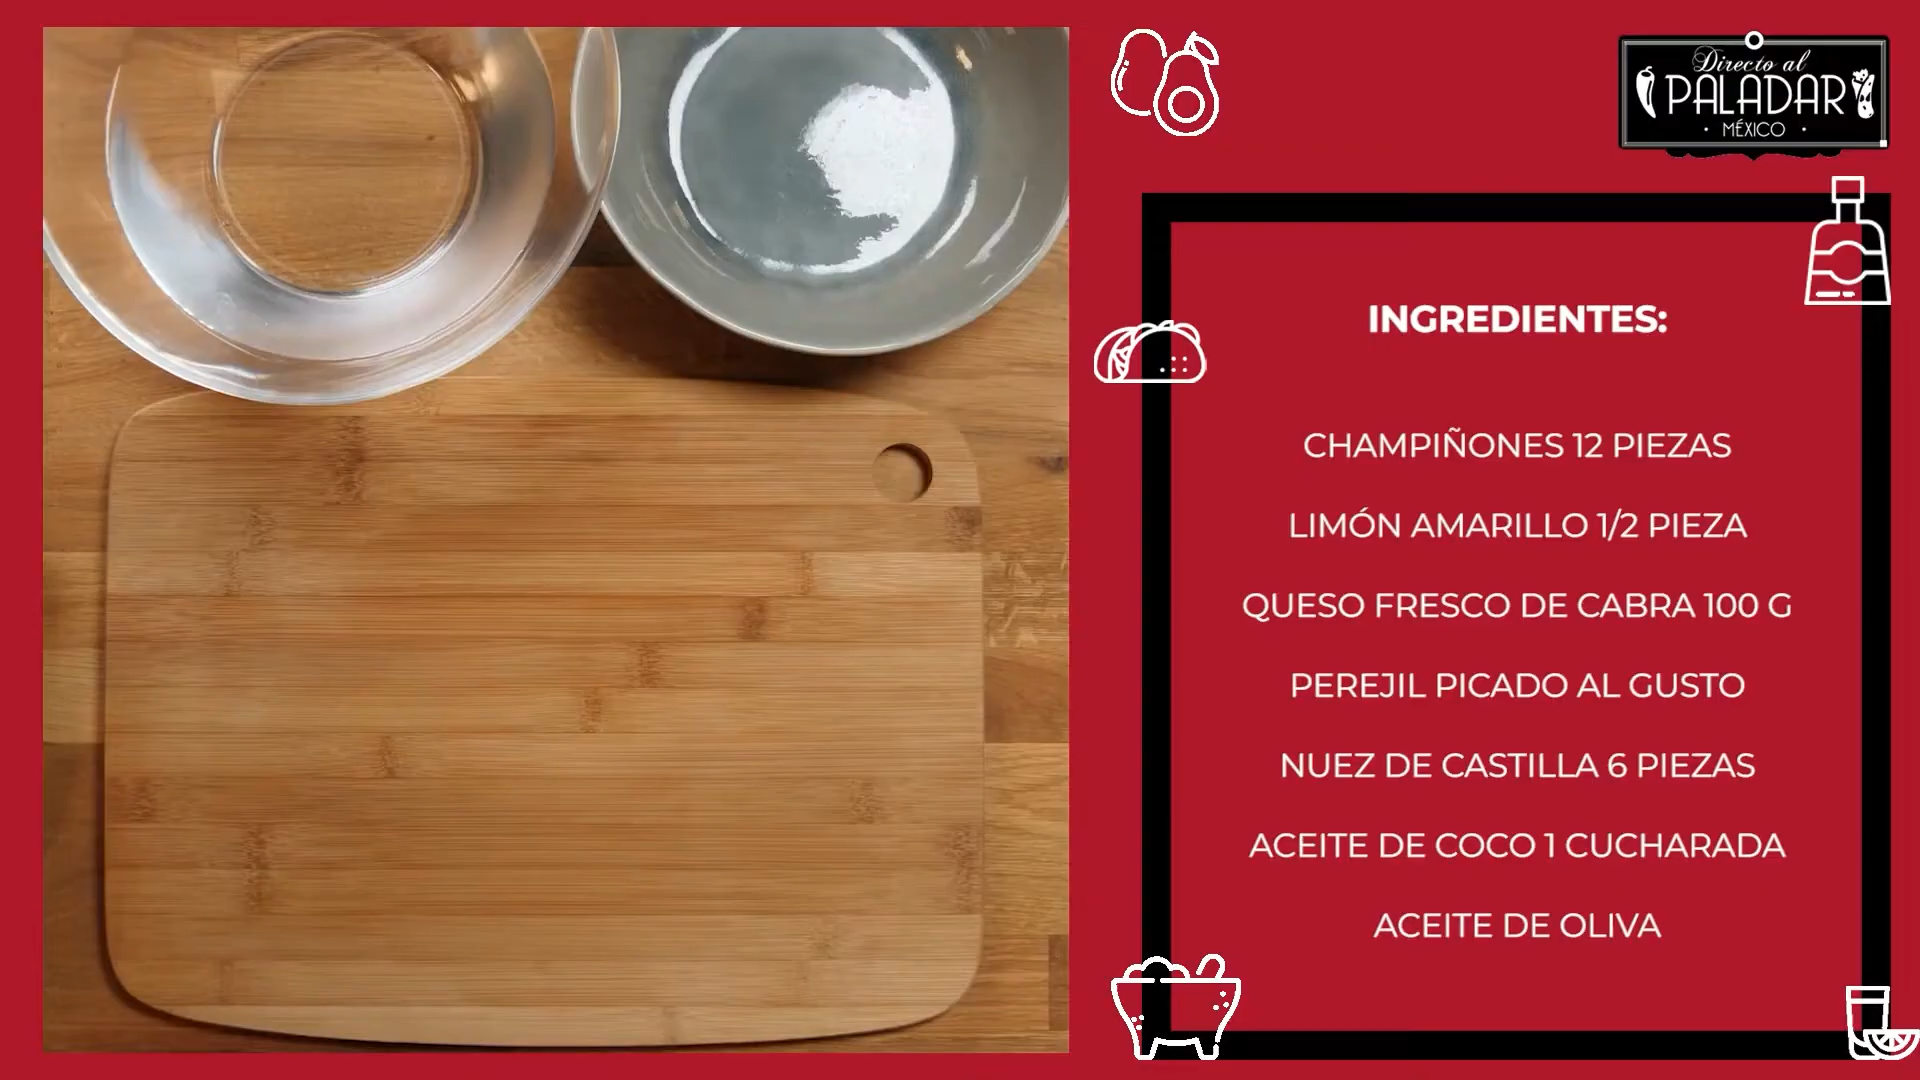 Directo al
PALADAR
• MÉXICO •
INGREDIENTES:
CHAMPIÑONES 12 PIEZAS
LIMÓN AMARILLO 1/2 PIEZA
QUESO FRESCO DE CABRA 100 G
PEREJIL PICADO AL GUSTO
NUEZ DE CASTILLA 6 PIEZAS
ACEITE DE COCO 1 CUCHARADA
ACEITE DE OLIVA